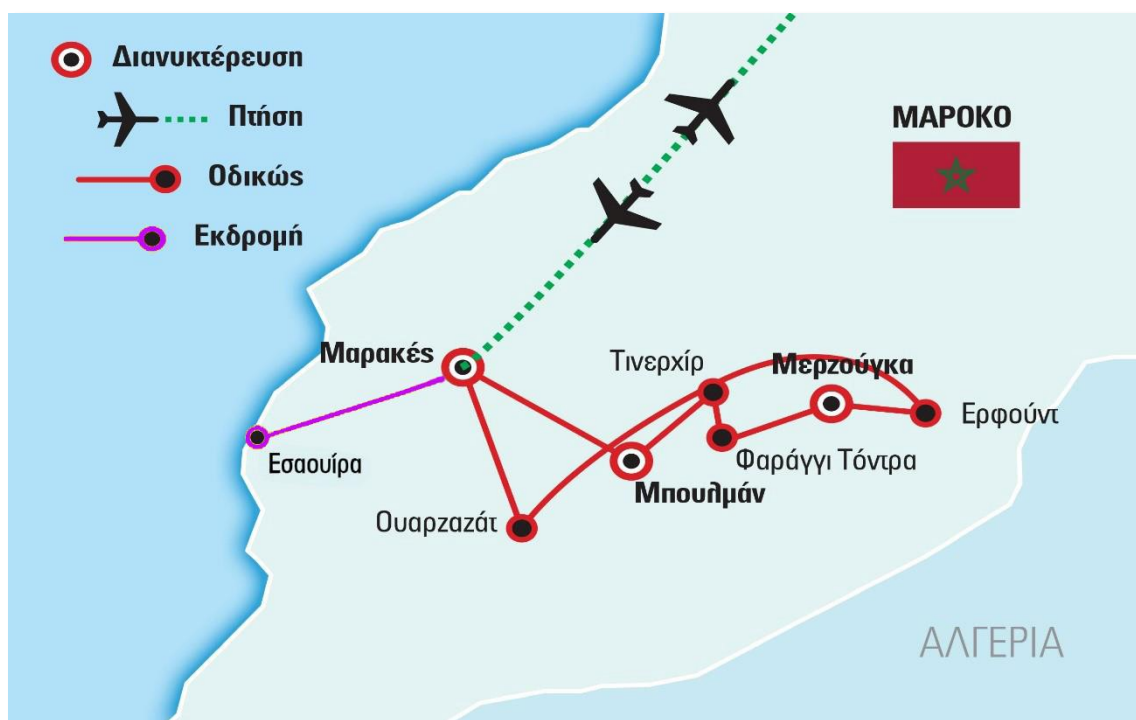 Διανυκτέρευση
Πτήση
Οδικώς
Εκδρομή
ΜΑΡΟΚΟ
Μαρακές
Τινερχίρ
Μερζούγκα
Ερφούντ
Εσαουίρα
Φαράγγι Τόντρα
Μπουλμάν
Ουαρζαζάτ
ΑΛΓΕΡΙΑ